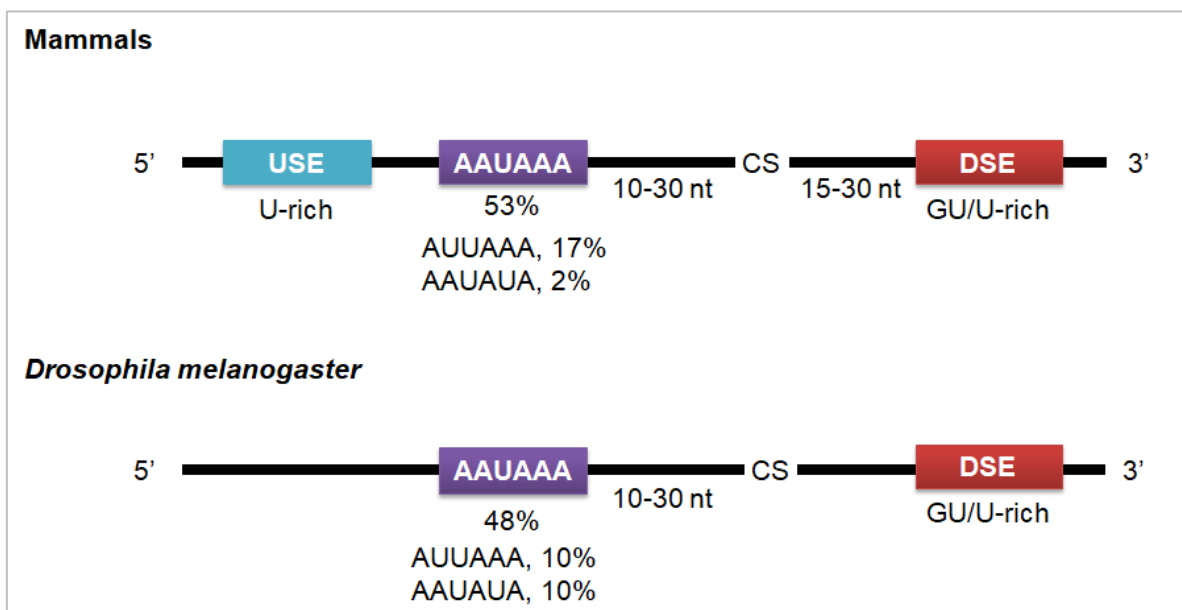 Mammals
5’ USE AAUAAA CS DSE 3’
10-30 nt 15-30 nt
U-rich 53% GU/U-rich
AUUAAA, 17%
AAUAUA, 2%
Drosophila melanogaster
5’ AAUAAA CS DSE 3’
10-30 nt
48% GU/U-rich
AUUAAA, 10%
AAUAUA, 10%